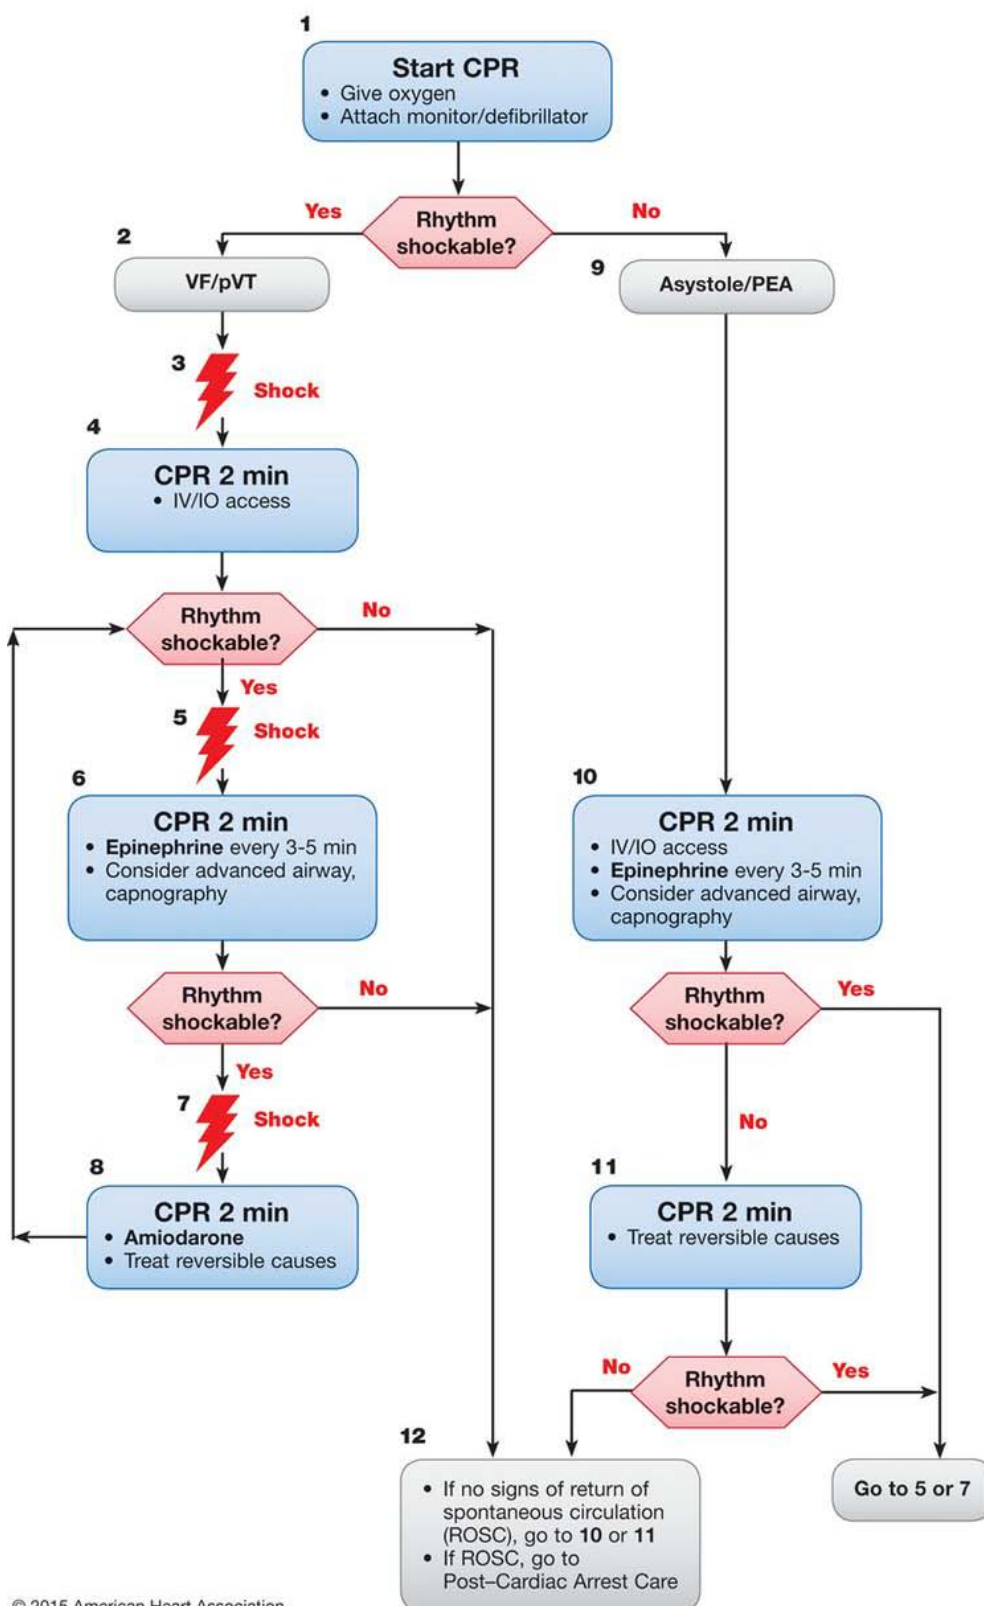 1
Start CPR
• Give oxygen
• Attach monitor/defibrillator
Rhythm
shockable?
Yes
No
2
VF/pVT
9
Asystole/PEA
3
Shock
4
CPR 2 min
• IV/IO access
Rhythm
shockable?
No
Yes
5
Shock
6
CPR 2 min
• Epinephrine every 3-5 min
• Consider advanced airway,
capnography
Rhythm
shockable?
No
Yes
7
Shock
8
CPR 2 min
• Amiodarone
• Treat reversible causes
10
CPR 2 min
• IV/IO access
• Epinephrine every 3-5 min
• Consider advanced airway,
capnography
Rhythm
shockable?
Yes
No
11
CPR 2 min
• Treat reversible causes
Rhythm
shockable?
No
Yes
12
• If no signs of return of
spontaneous circulation
(ROSC), go to 10 or 11
• If ROSC, go to
Post–Cardiac Arrest Care
Go to 5 or 7
© 2015 American Heart Association